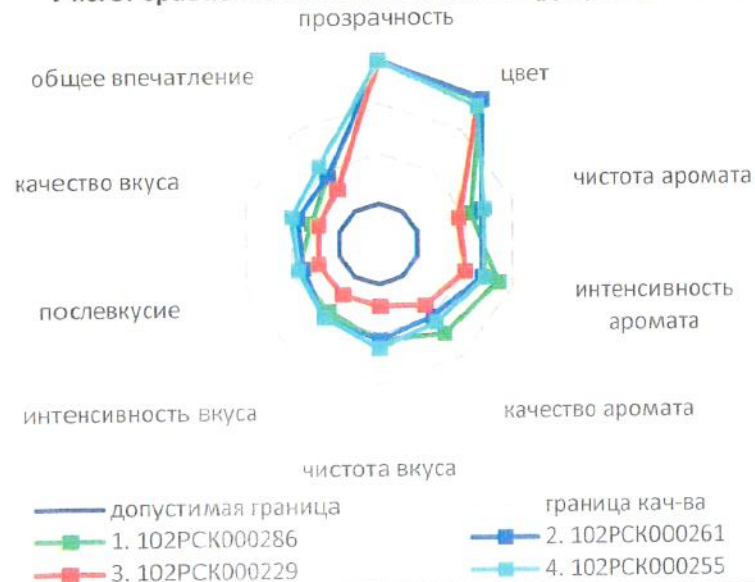 прозрачность
общее впечатление
цвет
качество вкуса
чистота аромата
послевкусие
интенсивность
аромата
интенсивность вкуса
качество аромата
чистота вкуса
допустимая граница
граница кач-ва
1. 102РСК000286
2. 102РСК000261
3. 102РСК000229
4. 102РСК000255